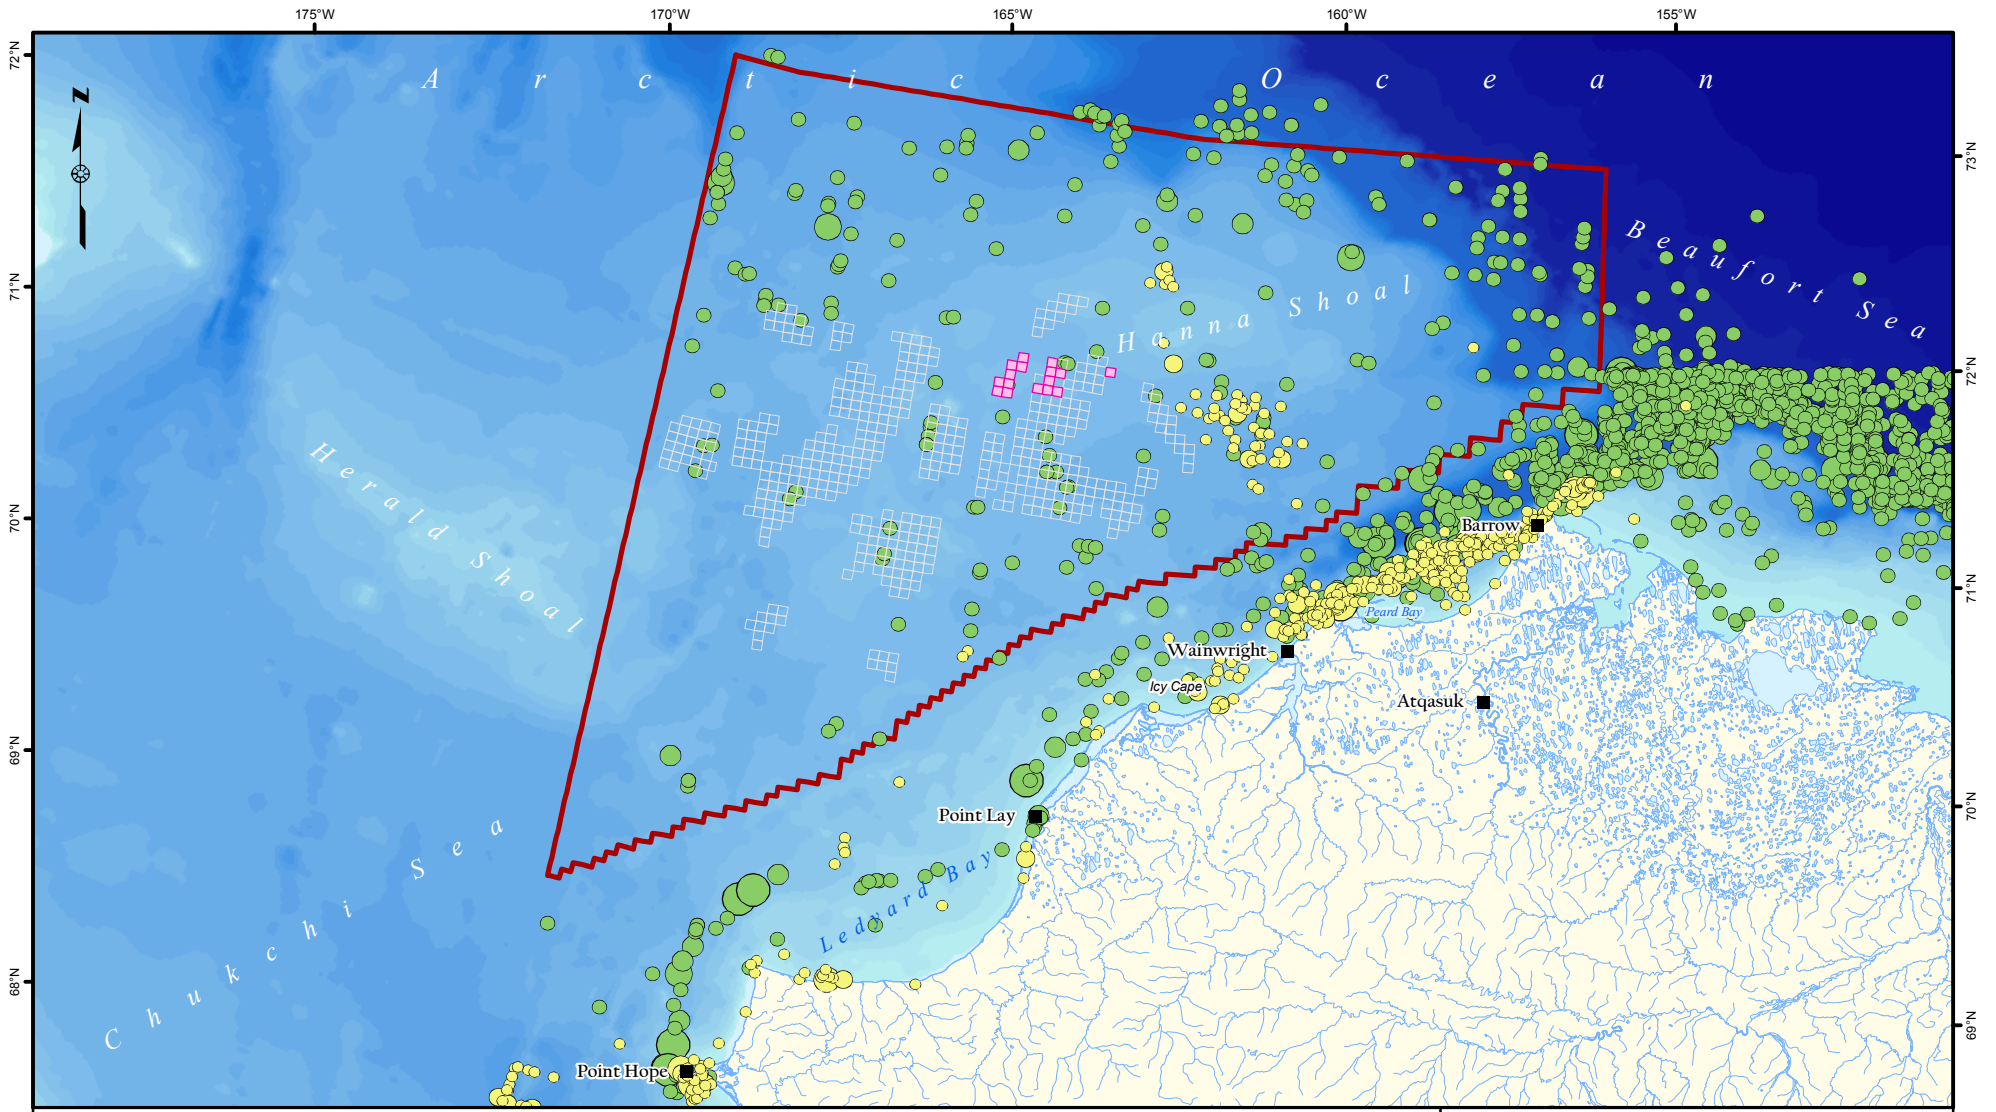 175°W 170°W 165°W 160°W 155°W
72°N
Arctic Ocean
N
73°N
Beaufort Sea
71°N
Hanna Shoal
72°N
Herald Shoal
70°N
Barrow
71°N
Peard Bay
Wainwright
Icy Cape
Atqasuk
69°N
70°N
Point Lay
Chukchi Sea
Ledyard Bay
68°N
69°N
Point Hope